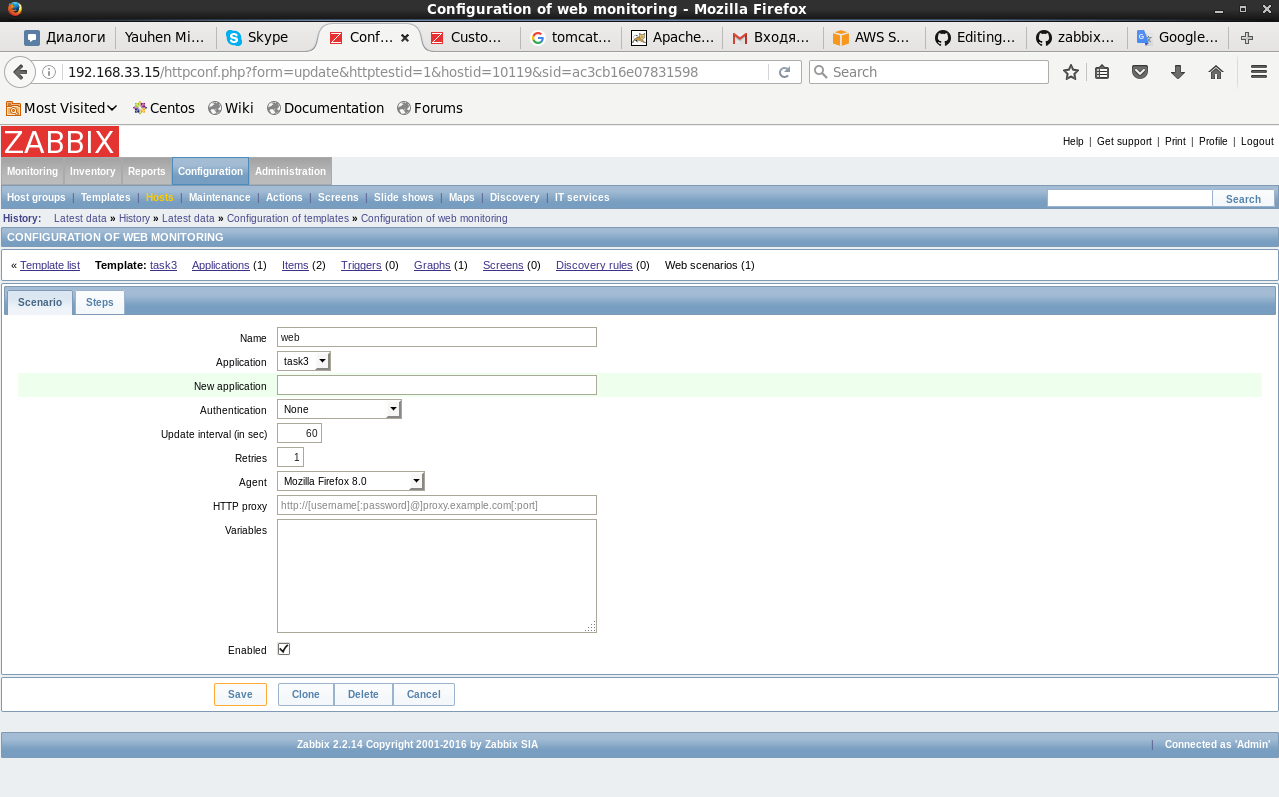 Configuration of web monitoring - Mozilla Firefox
Диалоги Yauhen Mi... Skype Conf... Custo... tomcat... Apache... Входя... AWS S... Editing... zabbix... Google...
192.168.33.15/httpconf.php?form=update&httptestid=1&hostid=10119&sid=ac3cb16e07831598 Search
Most Visited Centos Wiki Documentation Forums
ZABBIX
Help | Get support | Print | Profile | Logout
Monitoring Inventory Reports Configuration Administration
Host groups | Templates | Hosts | Maintenance | Actions | Screens | Slide shows | Maps | Discovery | IT services Search
History: Latest data » History » Latest data » Configuration of templates » Configuration of web monitoring
CONFIGURATION OF WEB MONITORING
« Template list Template: task3 Applications (1) Items (2) Triggers (0) Graphs (1) Screens (0) Discovery rules (0) Web scenarios (1)
Scenario Steps
Name web
Application task3
New application
Authentication None
Update interval (in sec) 60
Retries 1
Agent Mozilla Firefox 8.0
HTTP proxy http://[username[:password]@]proxy.example.com[:port]
Variables
Enabled
Save Clone Delete Cancel
Zabbix 2.2.14 Copyright 2001-2016 by Zabbix SIA | Connected as 'Admin'